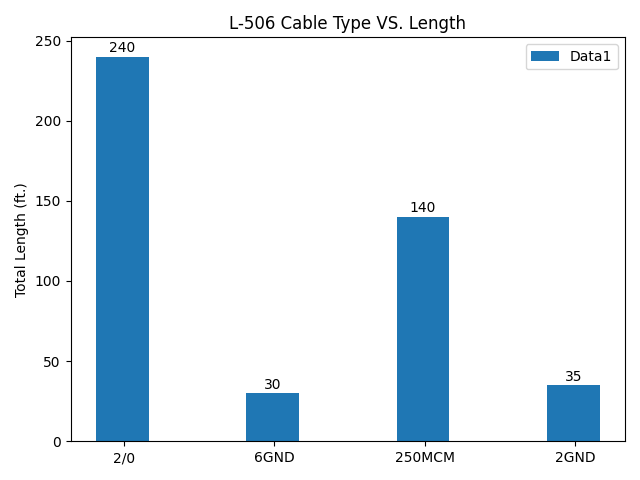 L-506 Cable Type VS. Length
Data1
Total Length (ft.)
250
200
150
100
50
0
240
30
140
35
2/0
6GND
250MCM
2GND